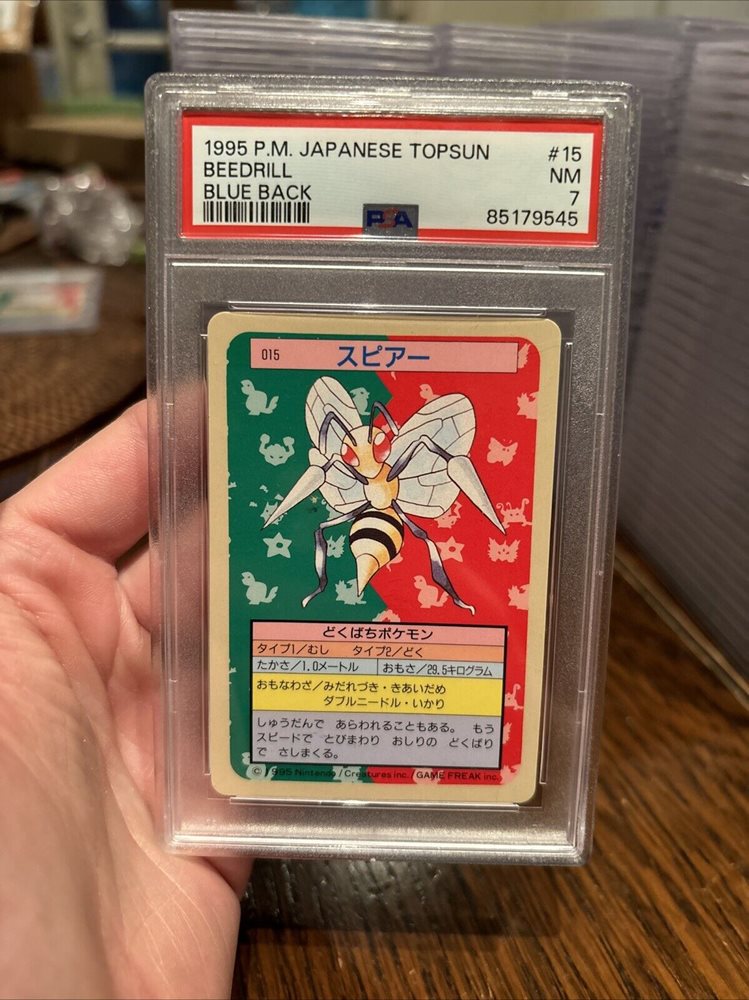 1995 P.M. JAPANESE TOPSUN #15
BEEDRILL NM
BLUE BACK 7
PSA 85179545
015 スピアー
どくばちポケモン
タイプ1/むし タイプ2/どく
たかさ/1.0メートル おもさ/29.5キログラム
おもなわざ/みだれづき・きあいだめ
ダブルニードル・いかり
しゅうだんで あらわれることもある。 もう
スピードで とびまわり おしりの どくばり
で さしまくる。
© 1995 Nintendo/Creatures inc./GAME FREAK inc.